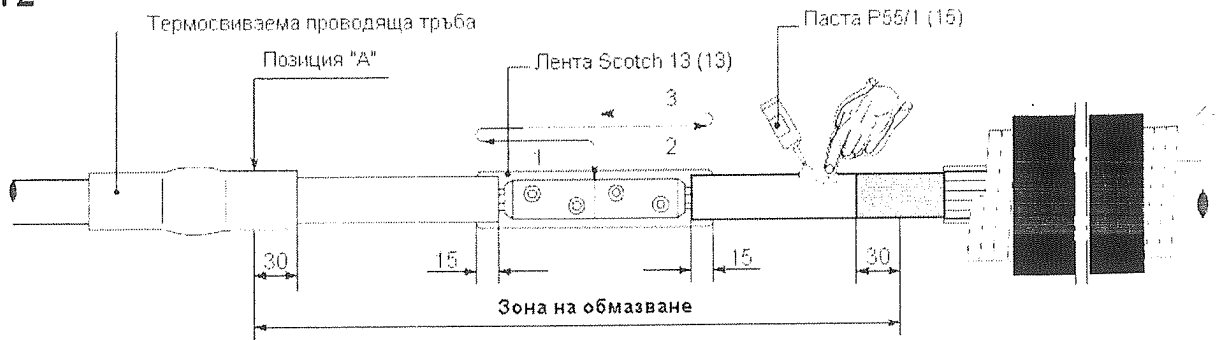 12
Термосвиваема проводяща тръба
Паста P55/1 (15)
Позиция "А"
Лента Scotch 13 (13)
3
1
2
30
15
15
30
Зона на обмазване